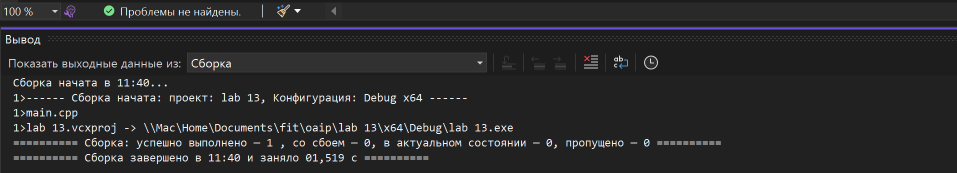 100 %
Проблемы не найдены.
Вывод
Показать выходные данные из: Сборка
Сборка начата в 11:40...
1>------ Сборка начата: проект: lab 13, Конфигурация: Debug x64 ------
1>main.cpp
1>lab 13.vcxproj -> \\Mac\Home\Documents\fit\oaip\lab 13\x64\Debug\lab 13.exe
========== Сборка: успешно выполнено — 1 , со сбоем — 0, в актуальном состоянии — 0, пропущено — 0 ==========
========== Сборка завершено в 11:40 и заняло 01,519 с ==========